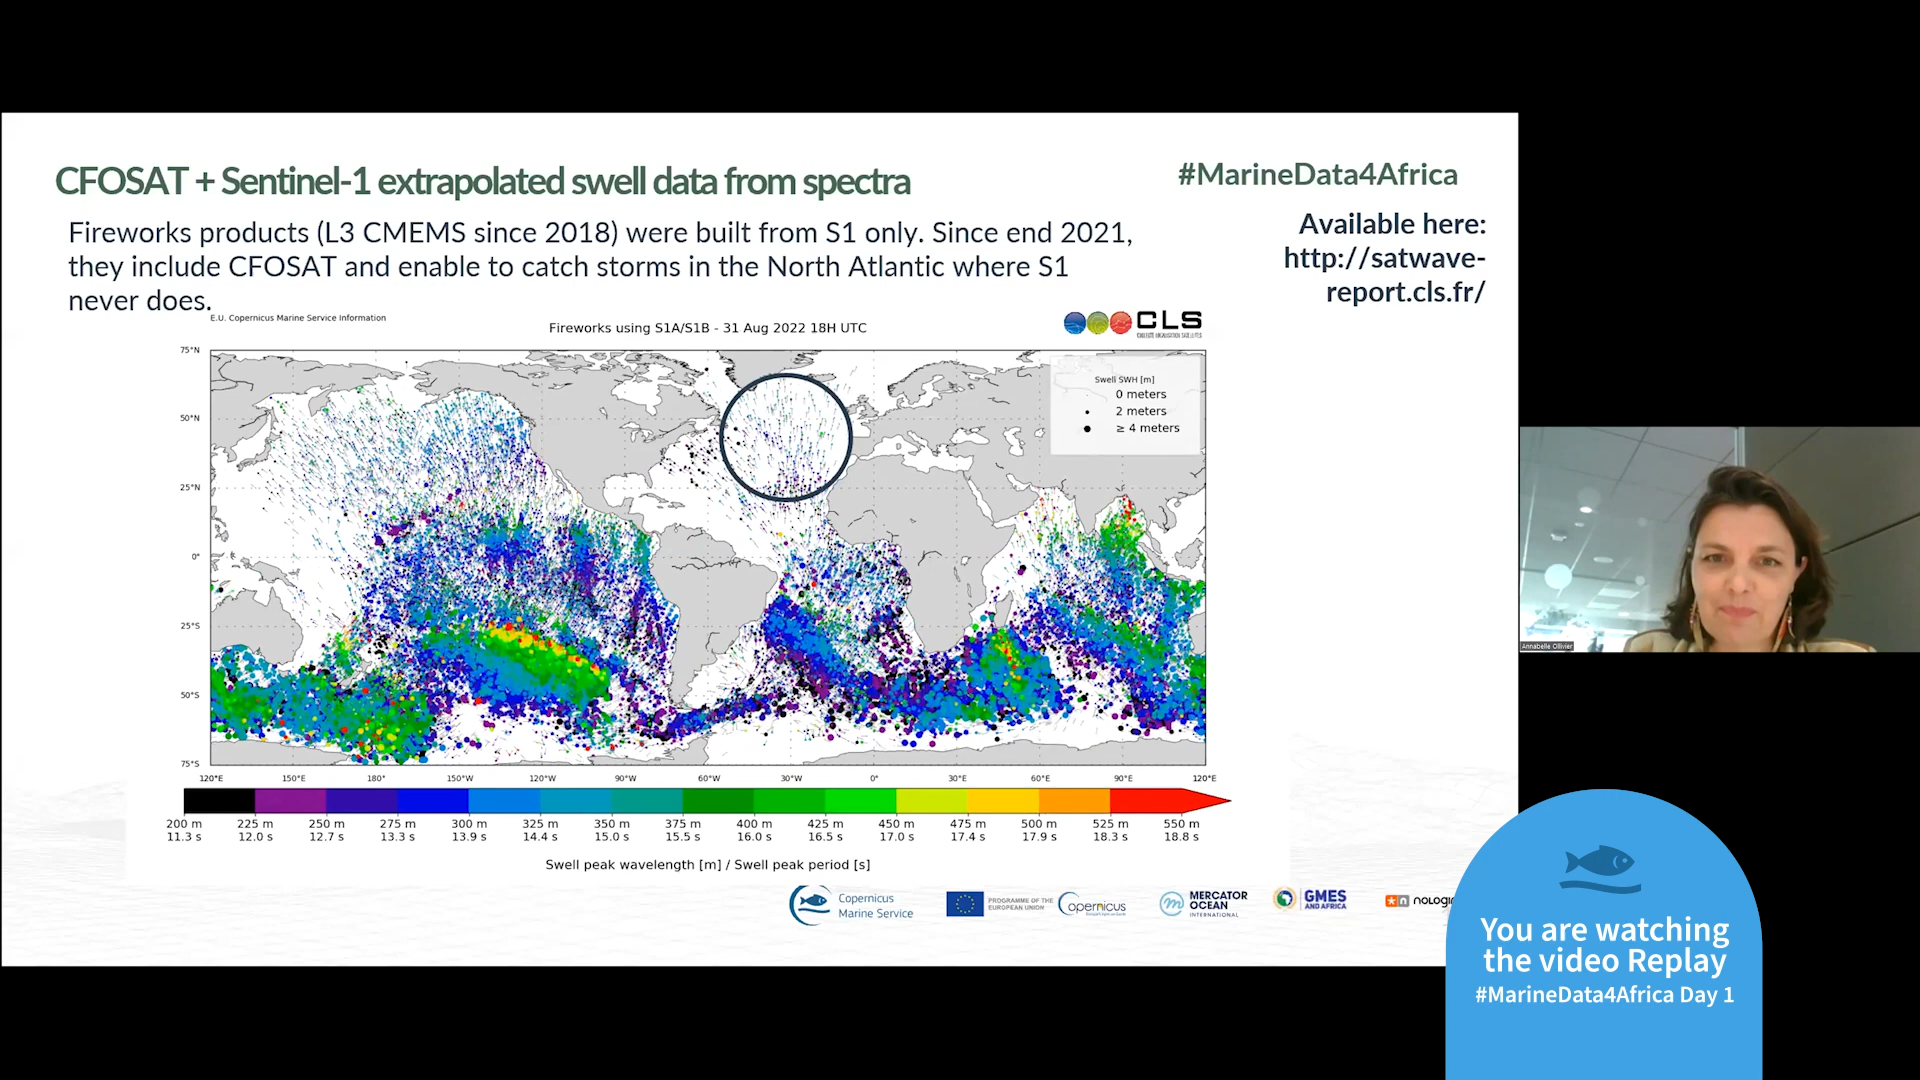 CFOSAT + Sentinel-1 extrapolated swell data from spectra
#MarineData4Africa
Fireworks products (L3 CMEMS since 2018) were built from S1 only. Since end 2021,
they include CFOSAT and enable to catch storms in the North Atlantic where S1
never does.
Available here:
http://satwave-
report.cls.fr/
E.U. Copernicus Marine Service Information
Fireworks using S1A/S1B - 31 Aug 2022 18H UTC
CLS
COLLECTE LOCALISATION SATELLITES
Swell SWH [m]
0 meters
2 meters
≥ 4 meters
75°N
50°N
25°N
0°
25°S
50°S
75°S
120°E 150°E 180° 150°W 120°W 90°W 60°W 30°W 0° 30°E 60°E 90°E 120°E
200 m 225 m 250 m 275 m 300 m 325 m 350 m 375 m 400 m 425 m 450 m 475 m 500 m 525 m 550 m
11.3 s 12.0 s 12.7 s 13.3 s 13.9 s 14.4 s 15.0 s 15.5 s 16.0 s 16.5 s 17.0 s 17.4 s 17.9 s 18.3 s 18.8 s
Swell peak wavelength [m] / Swell peak period [s]
Copernicus
Marine Service
PROGRAMME OF THE
EUROPEAN UNION
opernicus
MERCATOR
OCEAN
INTERNATIONAL
GMES
AND AFRICA
Annabelle Ollivier
You are watching
the video Replay
#MarineData4Africa Day 1